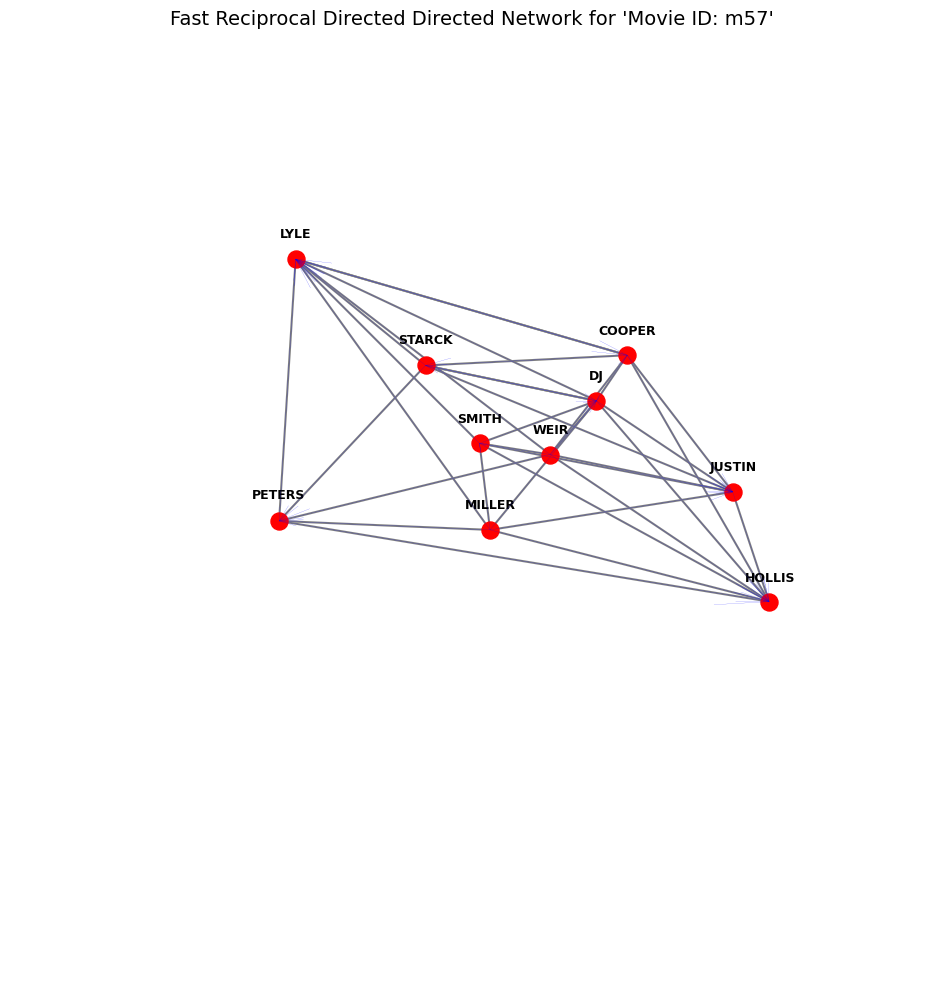 Fast Reciprocal Directed Directed Network for 'Movie ID: m57'
LYLE
COOPER
STARCK
DJ
SMITH
WEIR
JUSTIN
PETERS
MILLER
HOLLIS